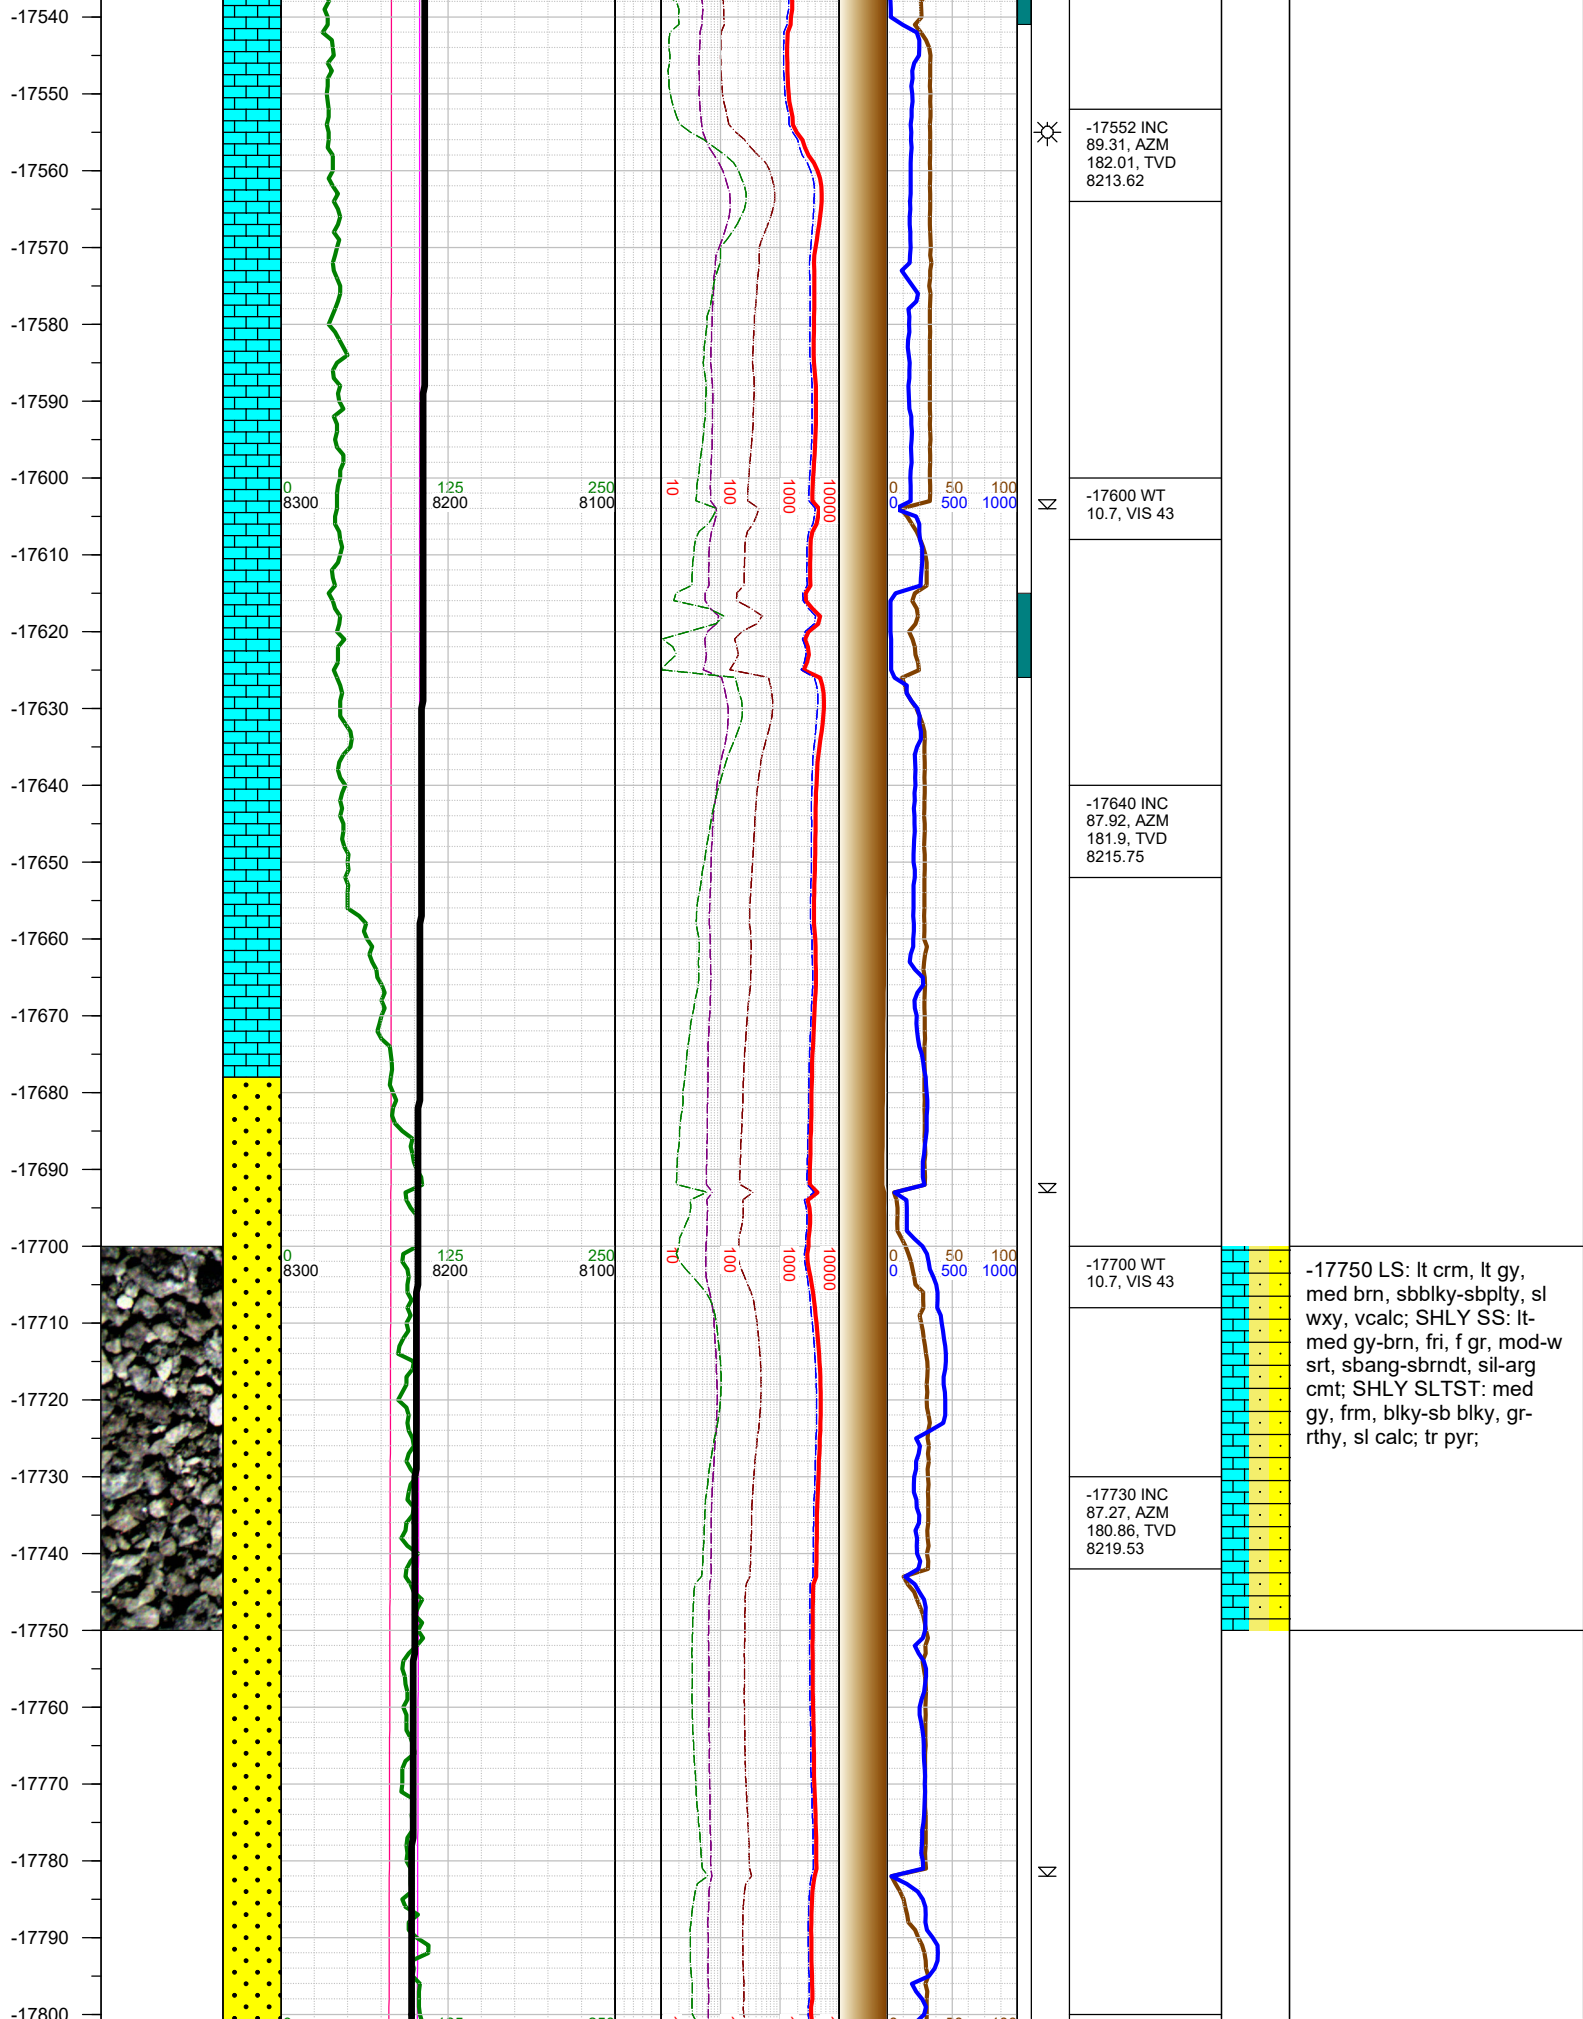 -17540
-17550
-17552 INC
89.31, AZM
182.01, TVD
8213.62
-17560
-17570
-17580
-17590
-17600
0 125 250
8300 8200 8100
10 100 1000 10000
0 50 100
0 500 1000
-17600 WT
10.7, VIS 43
-17610
-17620
-17630
-17640
-17640 INC
87.92, AZM
181.9, TVD
8215.75
-17650
-17660
-17670
-17680
-17690
-17700
0 125 250
8300 8200 8100
10 100 1000 10000
0 50 100
0 500 1000
-17700 WT
10.7, VIS 43
-17750 LS: lt crm, lt gy,
med brn, sbblky-sbplty, sl
wxy, vcalc; SHLY SS: lt-
med gy-brn, fri, f gr, mod-w
srt, sbang-sbrndt, sil-arg
cmt; SHLY SLTST: med
gy, frm, blky-sb blky, gr-
rthy, sl calc; tr pyr;
-17710
-17720
-17730
-17730 INC
87.27, AZM
180.86, TVD
8219.53
-17740
-17750
-17760
-17770
-17780
-17790
-17800